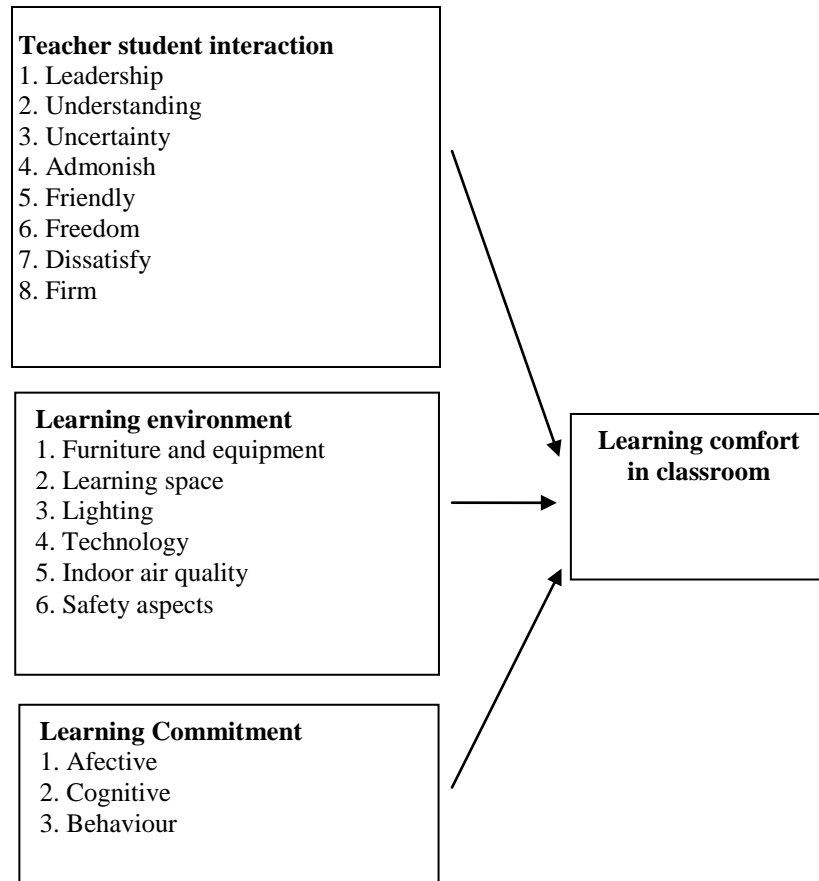 Teacher student interaction
1. Leadership
2. Understanding
3. Uncertainty
4. Admonish
5. Friendly
6. Freedom
7. Dissatisfy
8. Firm
Learning environment
1. Furniture and equipment
2. Learning space
3. Lighting
4. Technology
5. Indoor air quality
6. Safety aspects
Learning Commitment
1. Afective
2. Cognitive
3. Behaviour
Learning comfort
in classroom